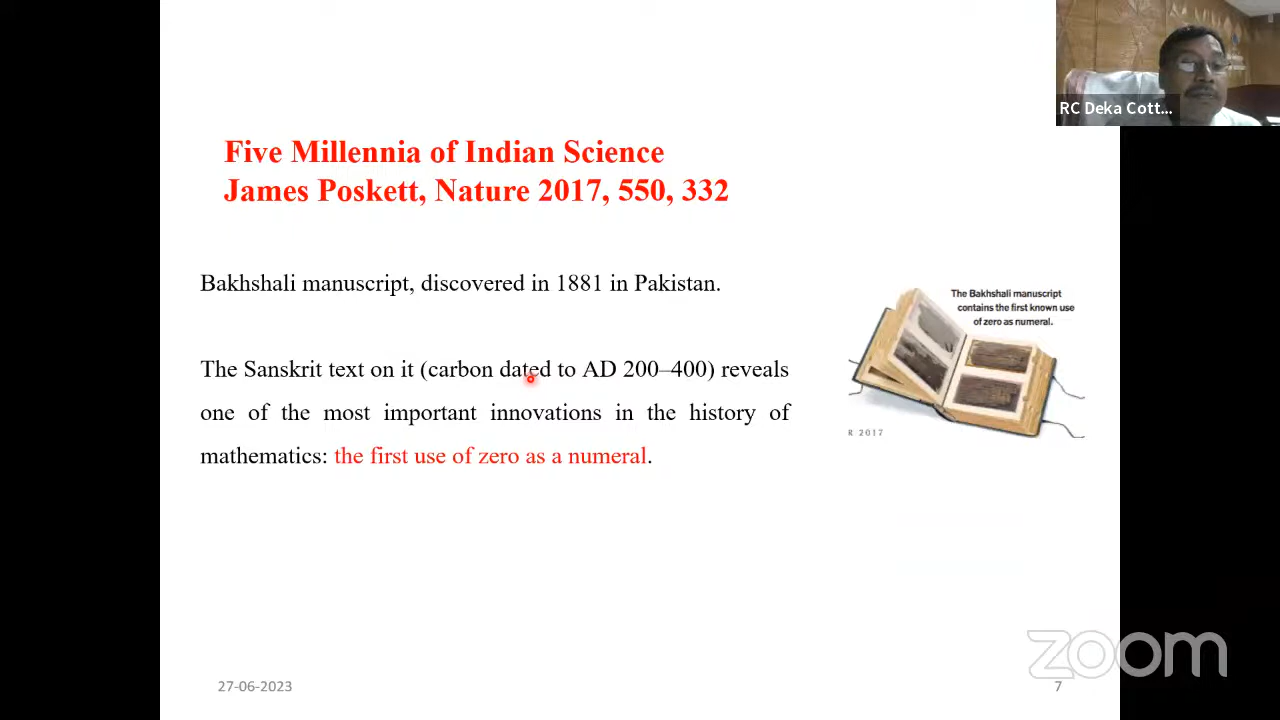 RC Deka Cott...
Five Millennia of Indian Science
James Poskett, Nature 2017, 550, 332
Bakhshali manuscript, discovered in 1881 in Pakistan.
The Bakhshali manuscript
contains the first known use
of zero as numeral.
The Sanskrit text on it (carbon dated to AD 200–400) reveals
one of the most important innovations in the history of
mathematics: the first use of zero as a numeral.
R 2017
zoom
27-06-2023
7